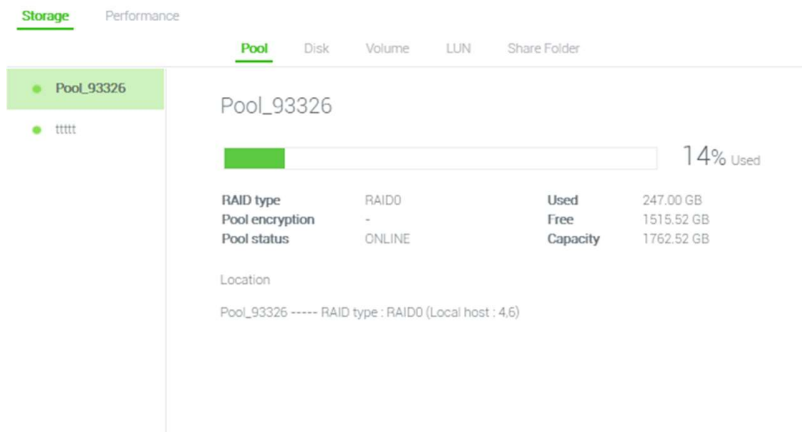 Storage Performance
Pool Disk Volume LUN Share Folder
Pool_93326
ttttt
Pool_93326
14% Used
RAID type RAID0 Used 247.00 GB
Pool encryption - Free 1515.52 GB
Pool status ONLINE Capacity 1762.52 GB
Location
Pool_93326 ----- RAID type : RAID0 (Local host : 4,6)